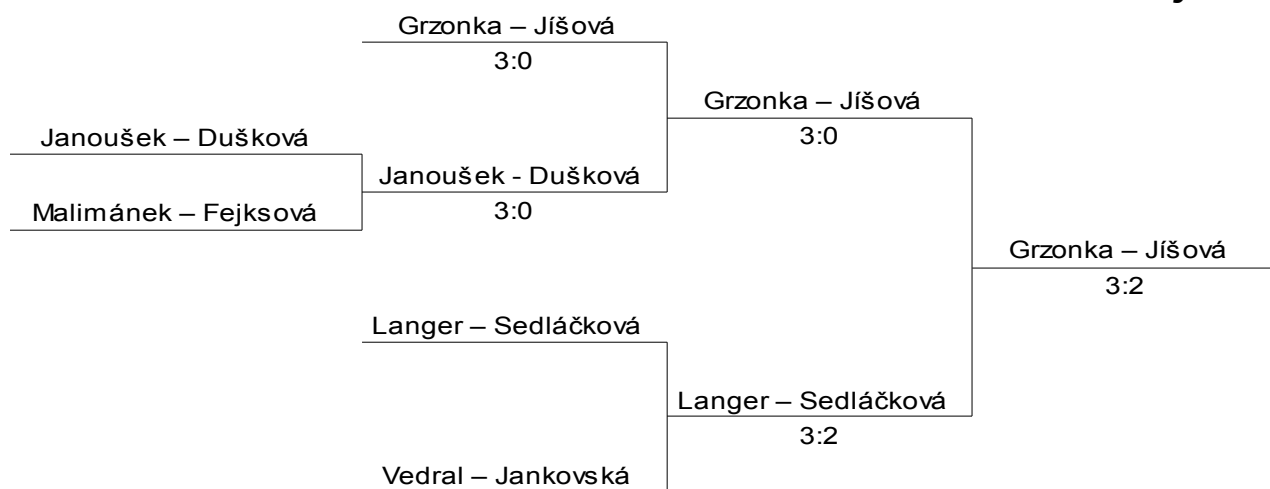 Grzonka – Jíšová
3:0
Grzonka – Jíšová
3:0
Janoušek – Dušková
Janoušek - Dušková
3:0
Malimánek – Fejksová
Grzonka – Jíšová
3:2
Langer – Sedláčková
Langer – Sedláčková
3:2
Vedral – Jankovská